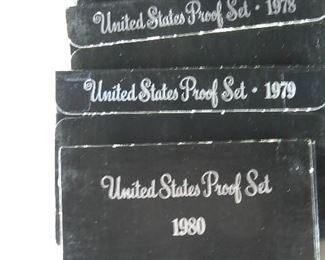 United States Proof Set · 1978
United States Proof Set · 1979
United States Proof Set
1980